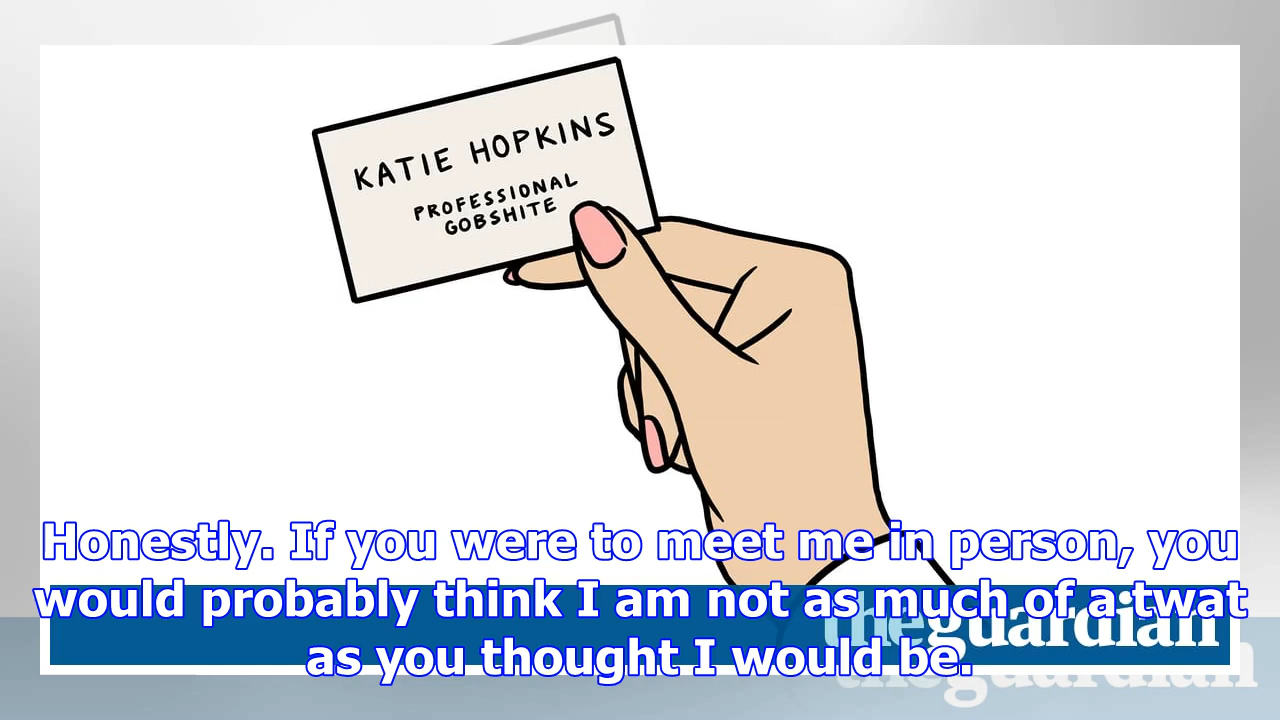 KATIE HOPKINS
PROFESSIONAL
GOBSHITE
Honestly. If you were to meet me in person, you
would probably think I am not as much of a twat
as you thought I would be.
theguardian
theguardian